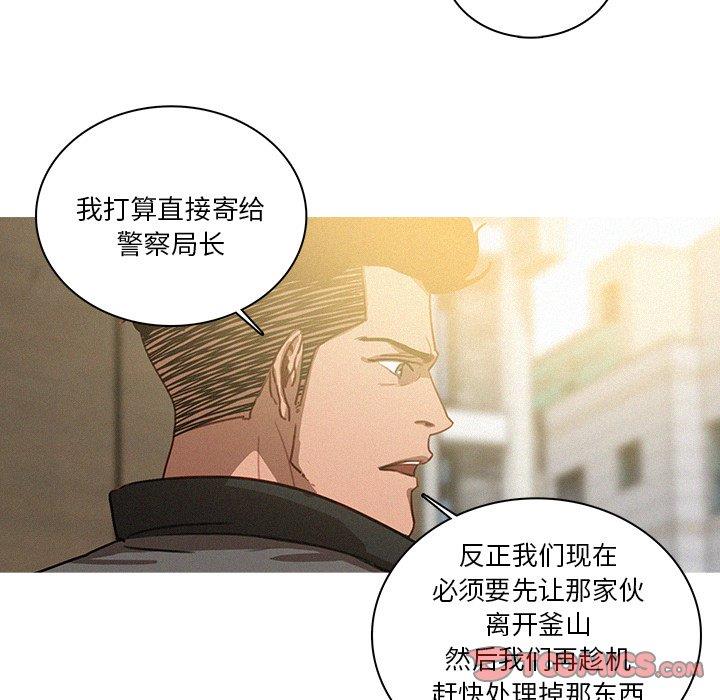 我打算直接寄给
警察局长
反正我们现在
必须要先让那家伙
离开釜山
然后我们再趁机
赶快处理掉那东西
TOOMICS.COM